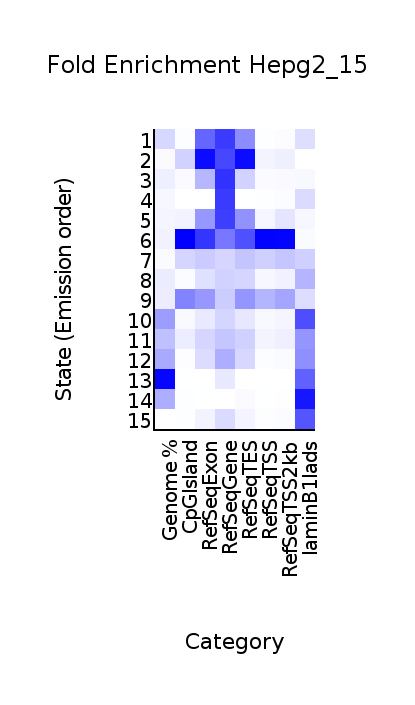 Fold Enrichment Hepg2_15
State (Emission order)
1
2
3
4
5
6
7
8
9
10
11
12
13
14
15
Genome %
CpGIsland
RefSeqExon
RefSeqGene
RefSeqTES
RefSeqTSS
RefSeqTSS2kb
laminB1lads
Category